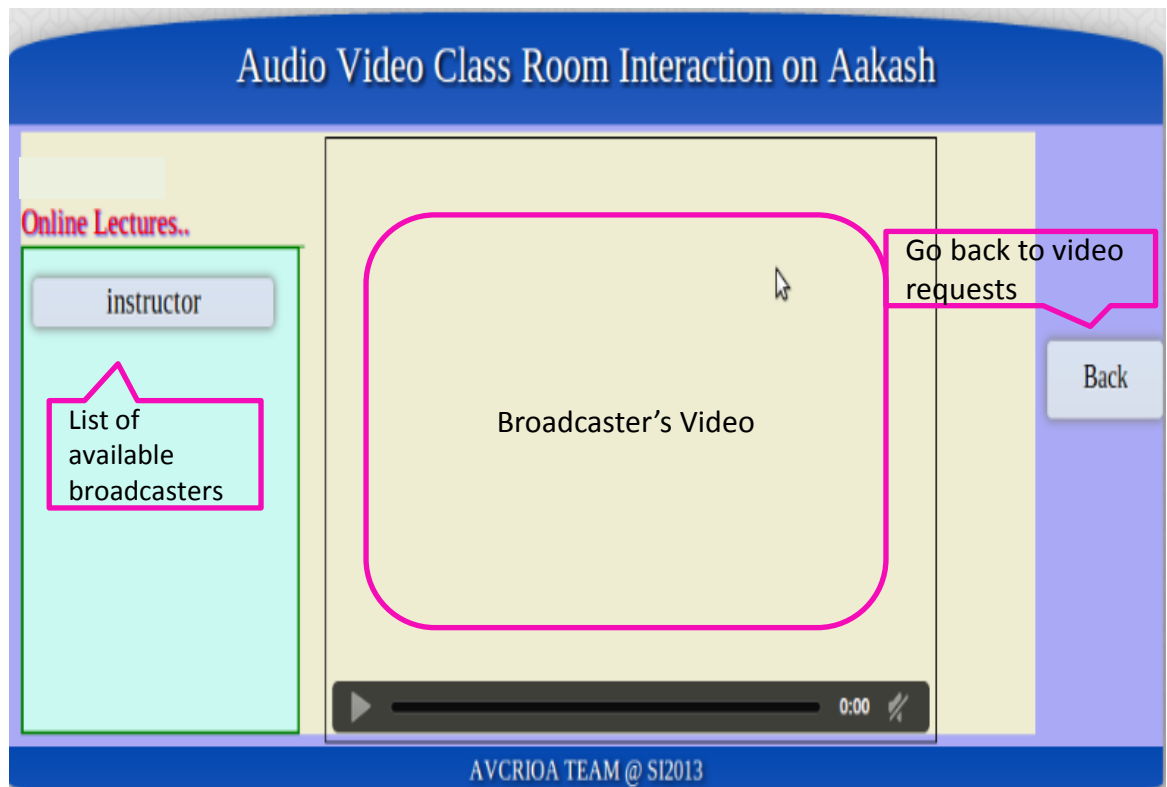 Audio Video Class Room Interaction on Aakash
Online Lectures..
instructor
List of
available
broadcasters
Broadcaster's Video
Go back to video
requests
Back
0:00
AVCRIOA TEAM @ SI2013